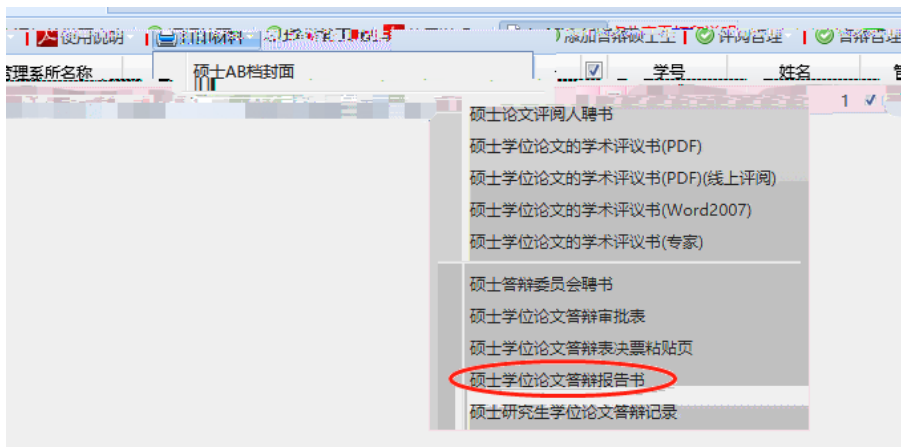 使用说明
硕士AB档封面
管理系所名称 学号 姓名
1
硕士论文评阅人聘书
硕士学位论文的学术评议书(PDF)
硕士学位论文的学术评议书(PDF)(线上评阅)
硕士学位论文的学术评议书(Word2007)
硕士学位论文的学术评议书(专家)
硕士答辩委员会聘书
硕士学位论文答辩审批表
硕士学位论文答辩表决票粘贴页
硕士学位论文答辩报告书
硕士研究生学位论文答辩记录